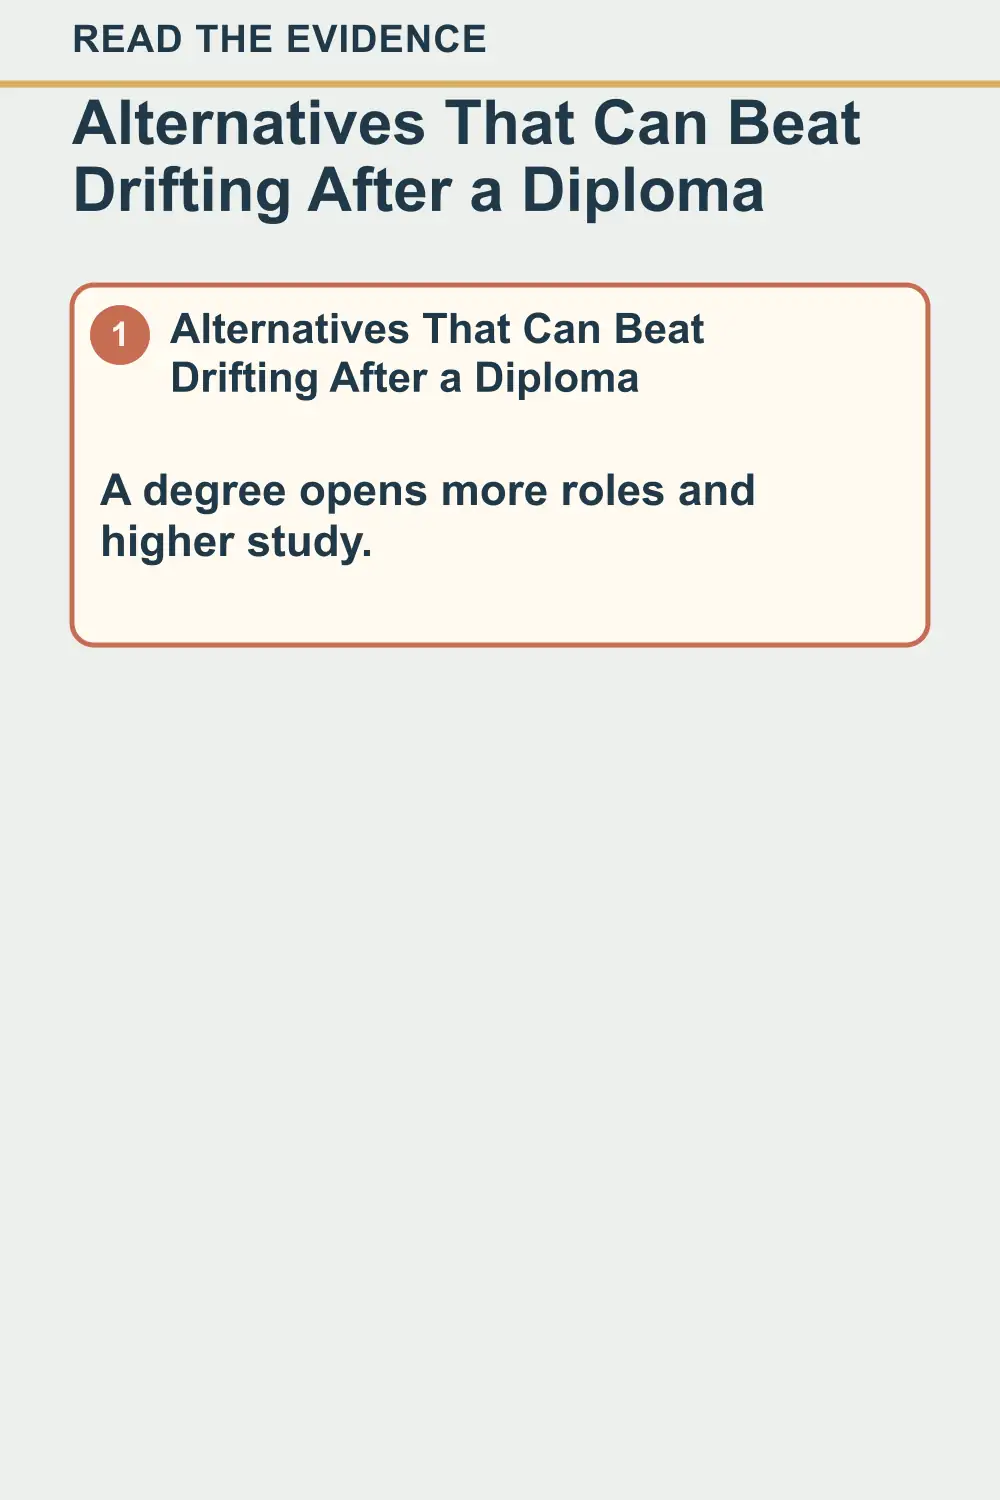 READ THE EVIDENCE
Alternatives That Can Beat
Drifting After a Diploma
1
Alternatives That Can Beat
Drifting After a Diploma
A degree opens more roles and
higher study.